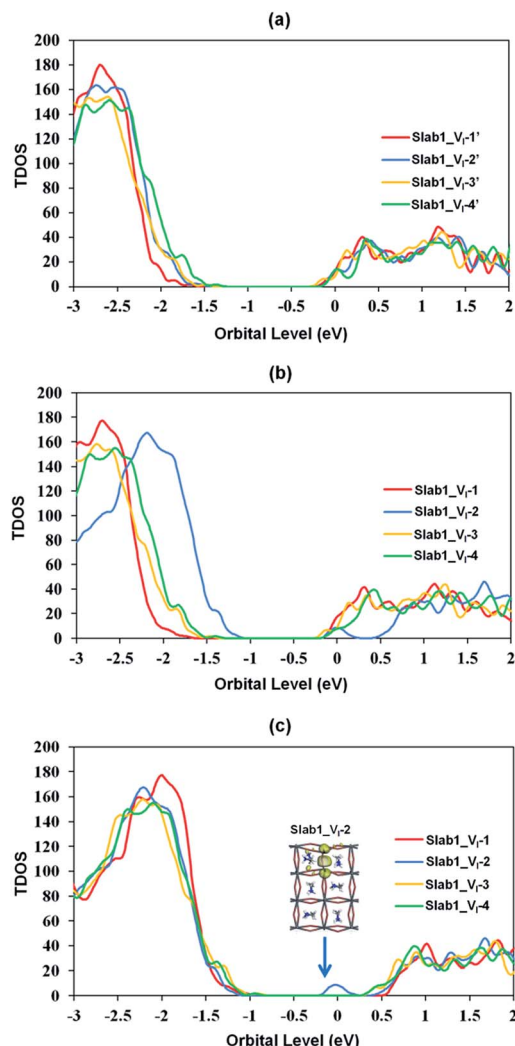 (a)
200
180
160
140
120
100
80
60
40
20
0
TDOS
Slab1_VI-1'
Slab1_VI-2'
Slab1_VI-3'
Slab1_VI-4'
-3 -2.5 -2 -1.5 -1 -0.5 0 0.5 1 1.5 2
Orbital Level (eV)
(b)
200
180
160
140
120
100
80
60
40
20
0
TDOS
Slab1_VI-1
Slab1_VI-2
Slab1_VI-3
Slab1_VI-4
-3 -2.5 -2 -1.5 -1 -0.5 0 0.5 1 1.5 2
Orbital Level (eV)
(c)
200
180
160
140
120
100
80
60
40
20
0
TDOS
Slab1_VI-2
Slab1_VI-1
Slab1_VI-2
Slab1_VI-3
Slab1_VI-4
-3 -2.5 -2 -1.5 -1 -0.5 0 0.5 1 1.5 2
Orbital Level (eV)